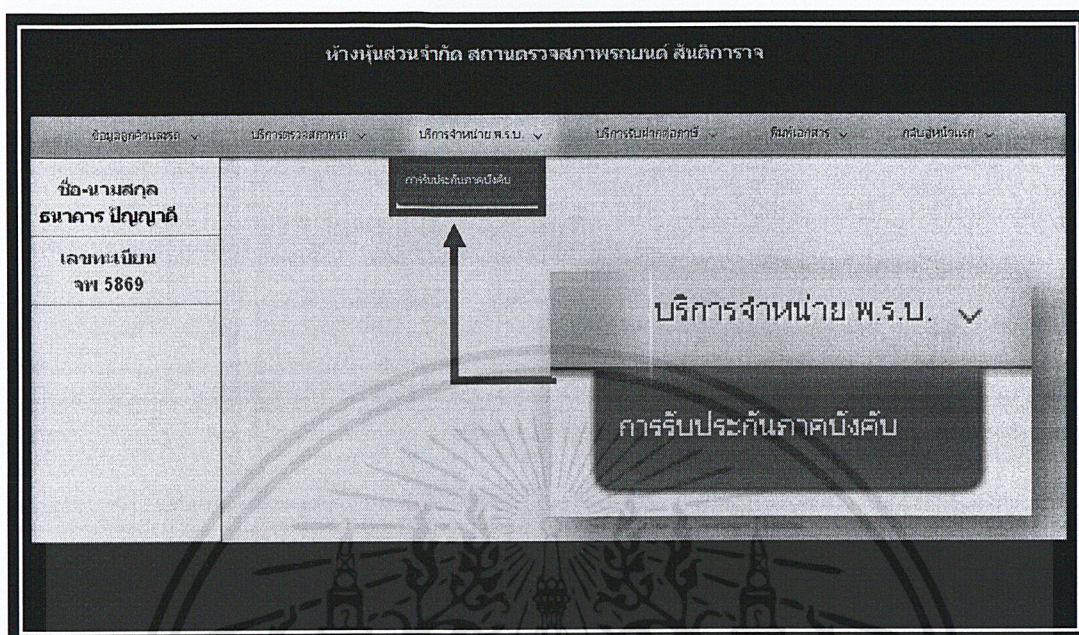 ห้างหุ้นส่วนจำกัด สถานตรวจสภาพรถยนต์ สันติการาจ
ข้อมูลลูกค้าและรถ บริการตรวจสภาพรถ บริการจำหน่าย พ.ร.บ. บริการรับฝากต่อภาษี พิมพ์เอกสาร กลับสู่หน้าแรก
การรับประกันภาคบังคับ
ชื่อ-นามสกุล
ธนาคาร ปัญญาดี
เลขทะเบียน
จพ 5869
บริการจำหน่าย พ.ร.บ.
การรับประกันภาคบังคับ